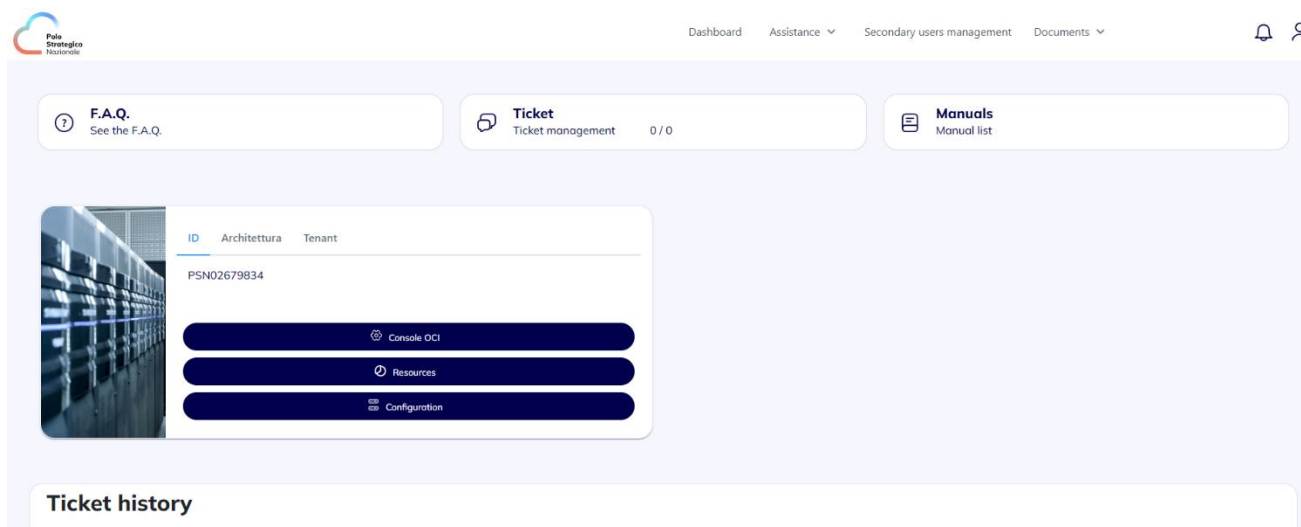 Polo
Strategico
Nazionale
Dashboard Assistance Secondary users management Documents
F.A.Q.
See the F.A.Q.
Ticket
Ticket management 0 / 0
Manuals
Manual list
ID Architettura Tenant
PSN02679834
Console OCI
Resources
Configuration
Ticket history